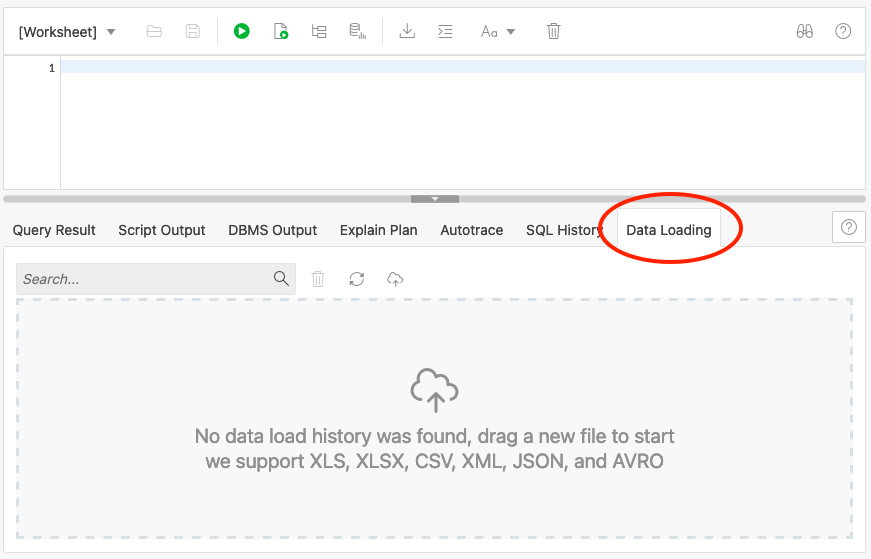 [Worksheet]
Aa
1
Query Result Script Output DBMS Output Explain Plan Autotrace SQL History Data Loading
Search...
No data load history was found, drag a new file to start
we support XLS, XLSX, CSV, XML, JSON, and AVRO